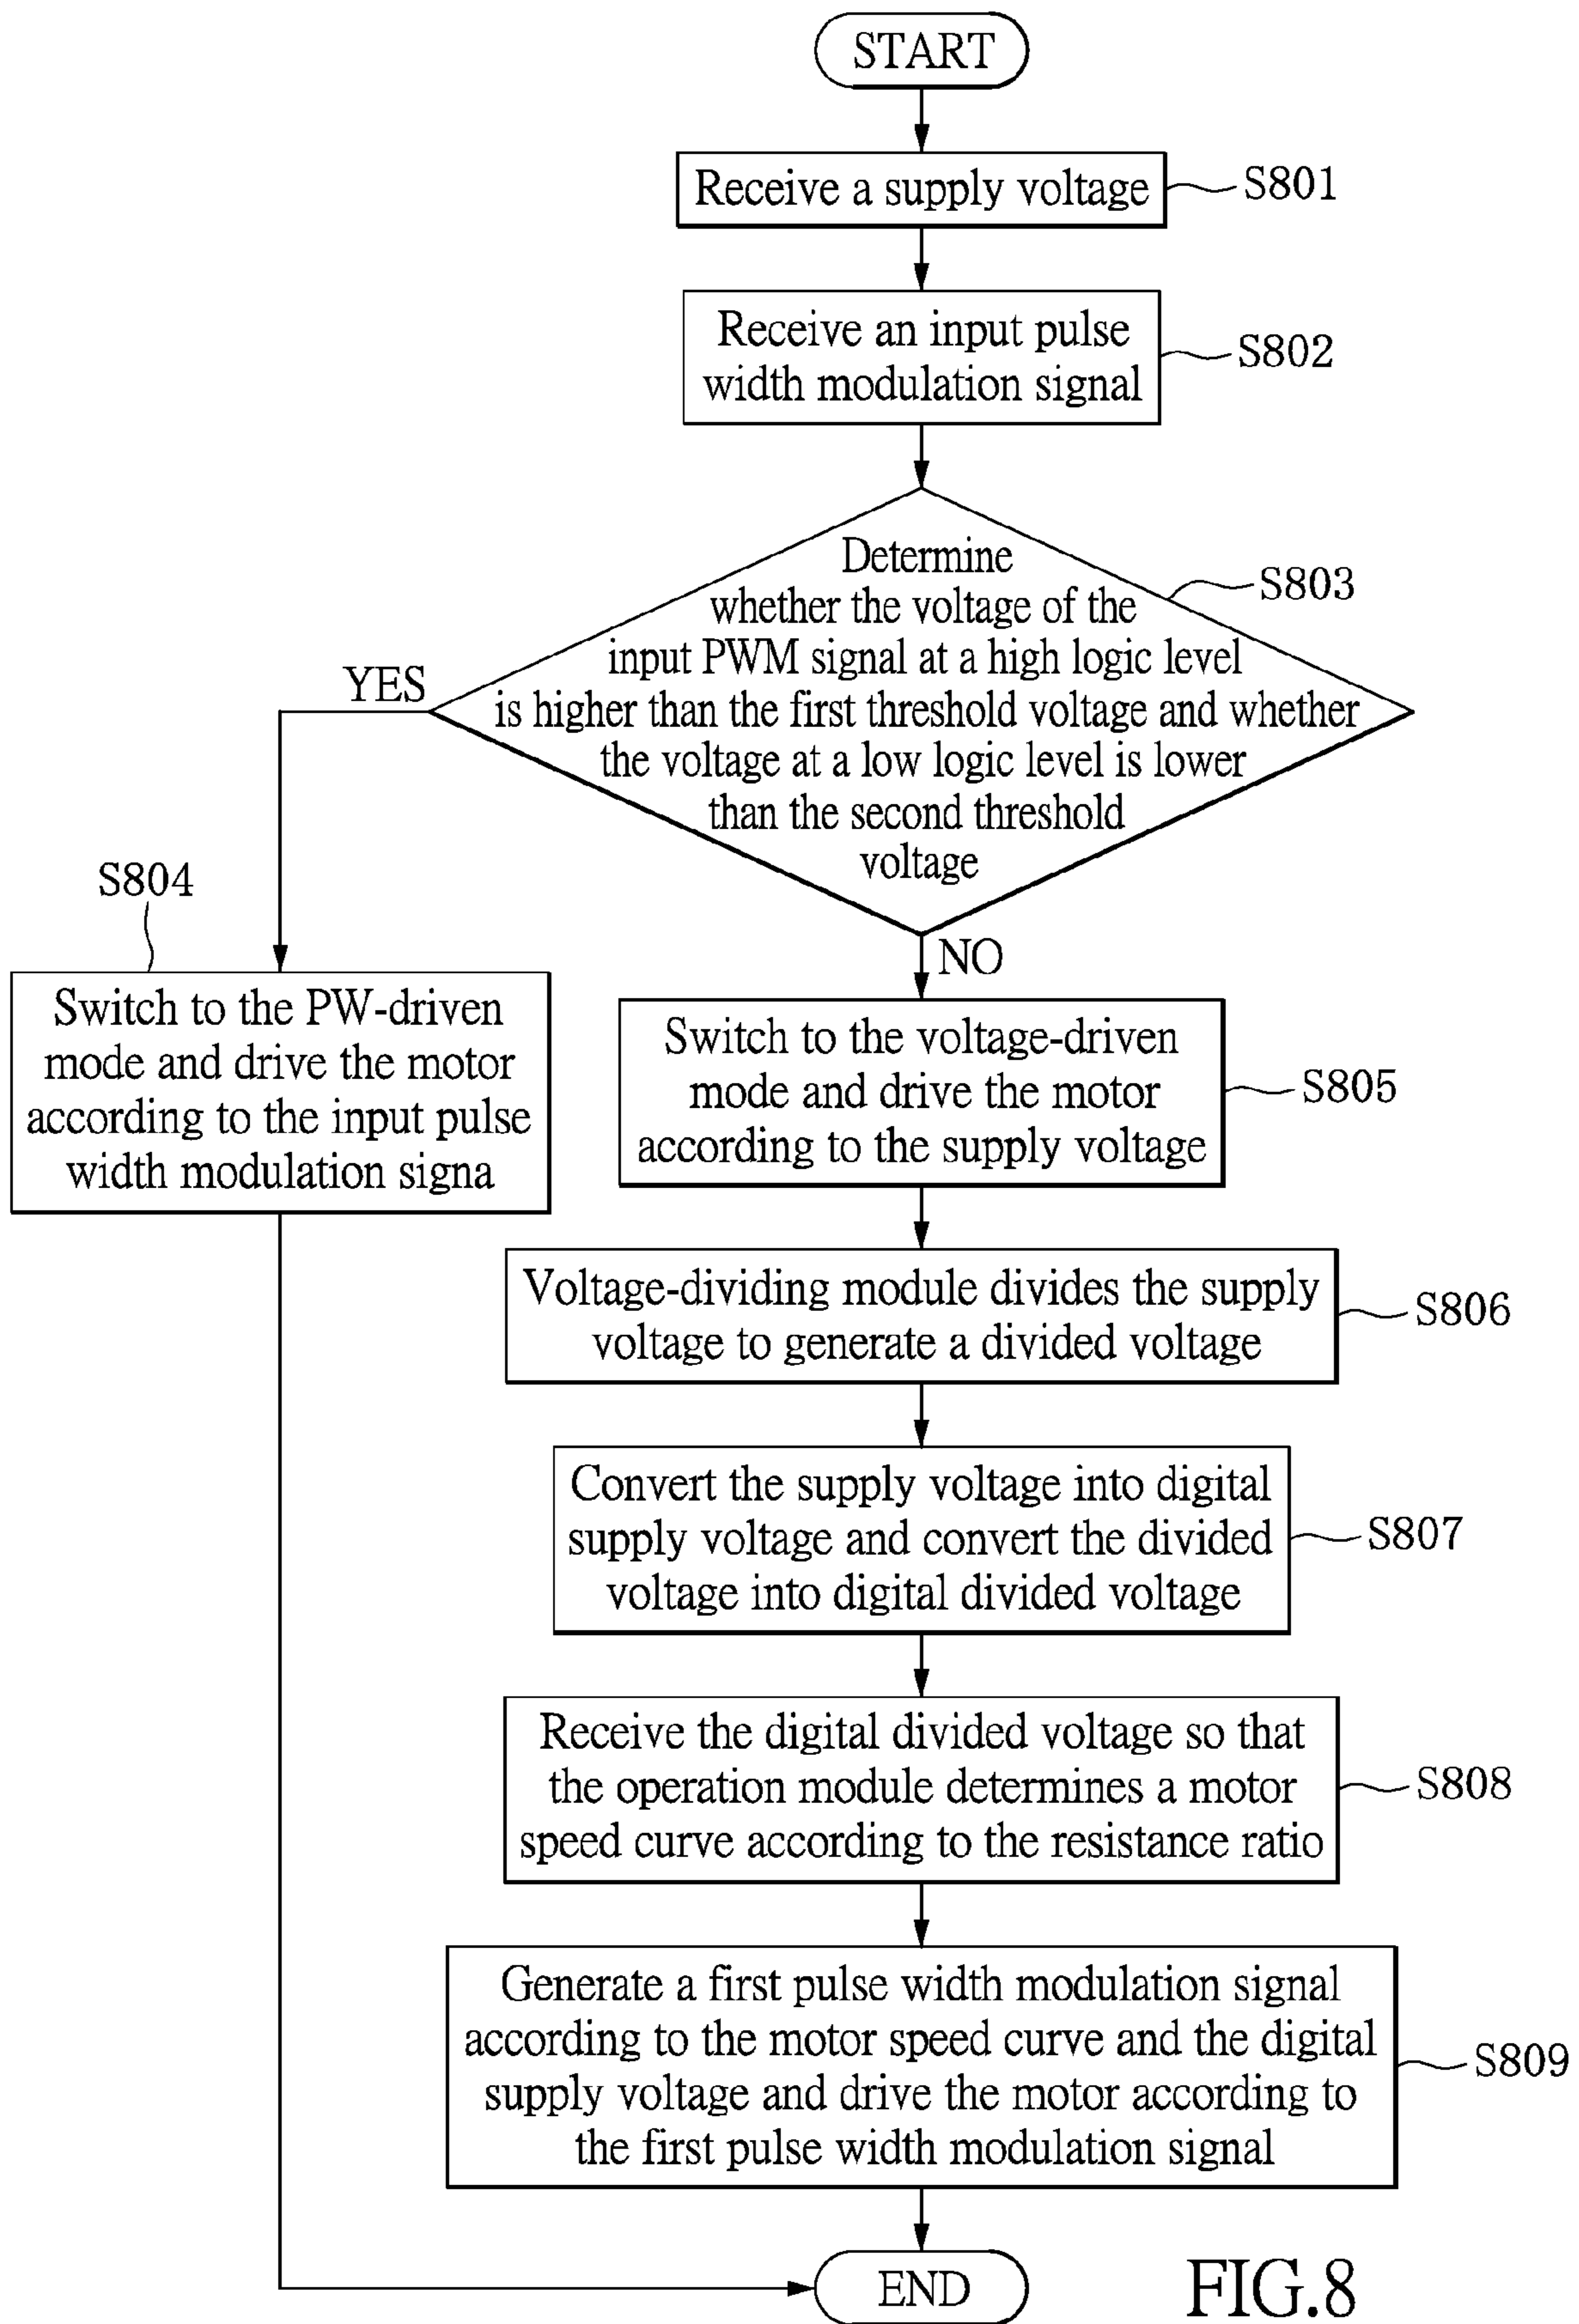 START
Receive a supply voltage
S801
Receive an input pulse
width modulation signal
S802
Determine
whether the voltage of the
input PWM signal at a high logic level
is higher than the first threshold voltage and whether
the voltage at a low logic level is lower
than the second threshold
voltage
S803
YES
NO
S804
Switch to the PW-driven
mode and drive the motor
according to the input pulse
width modulation signa
Switch to the voltage-driven
mode and drive the motor
according to the supply voltage
S805
Voltage-dividing module divides the supply
voltage to generate a divided voltage
S806
Convert the supply voltage into digital
supply voltage and convert the divided
voltage into digital divided voltage
S807
Receive the digital divided voltage so that
the operation module determines a motor
speed curve according to the resistance ratio
S808
Generate a first pulse width modulation signal
according to the motor speed curve and the digital
supply voltage and drive the motor according to
the first pulse width modulation signal
S809
END
FIG.8